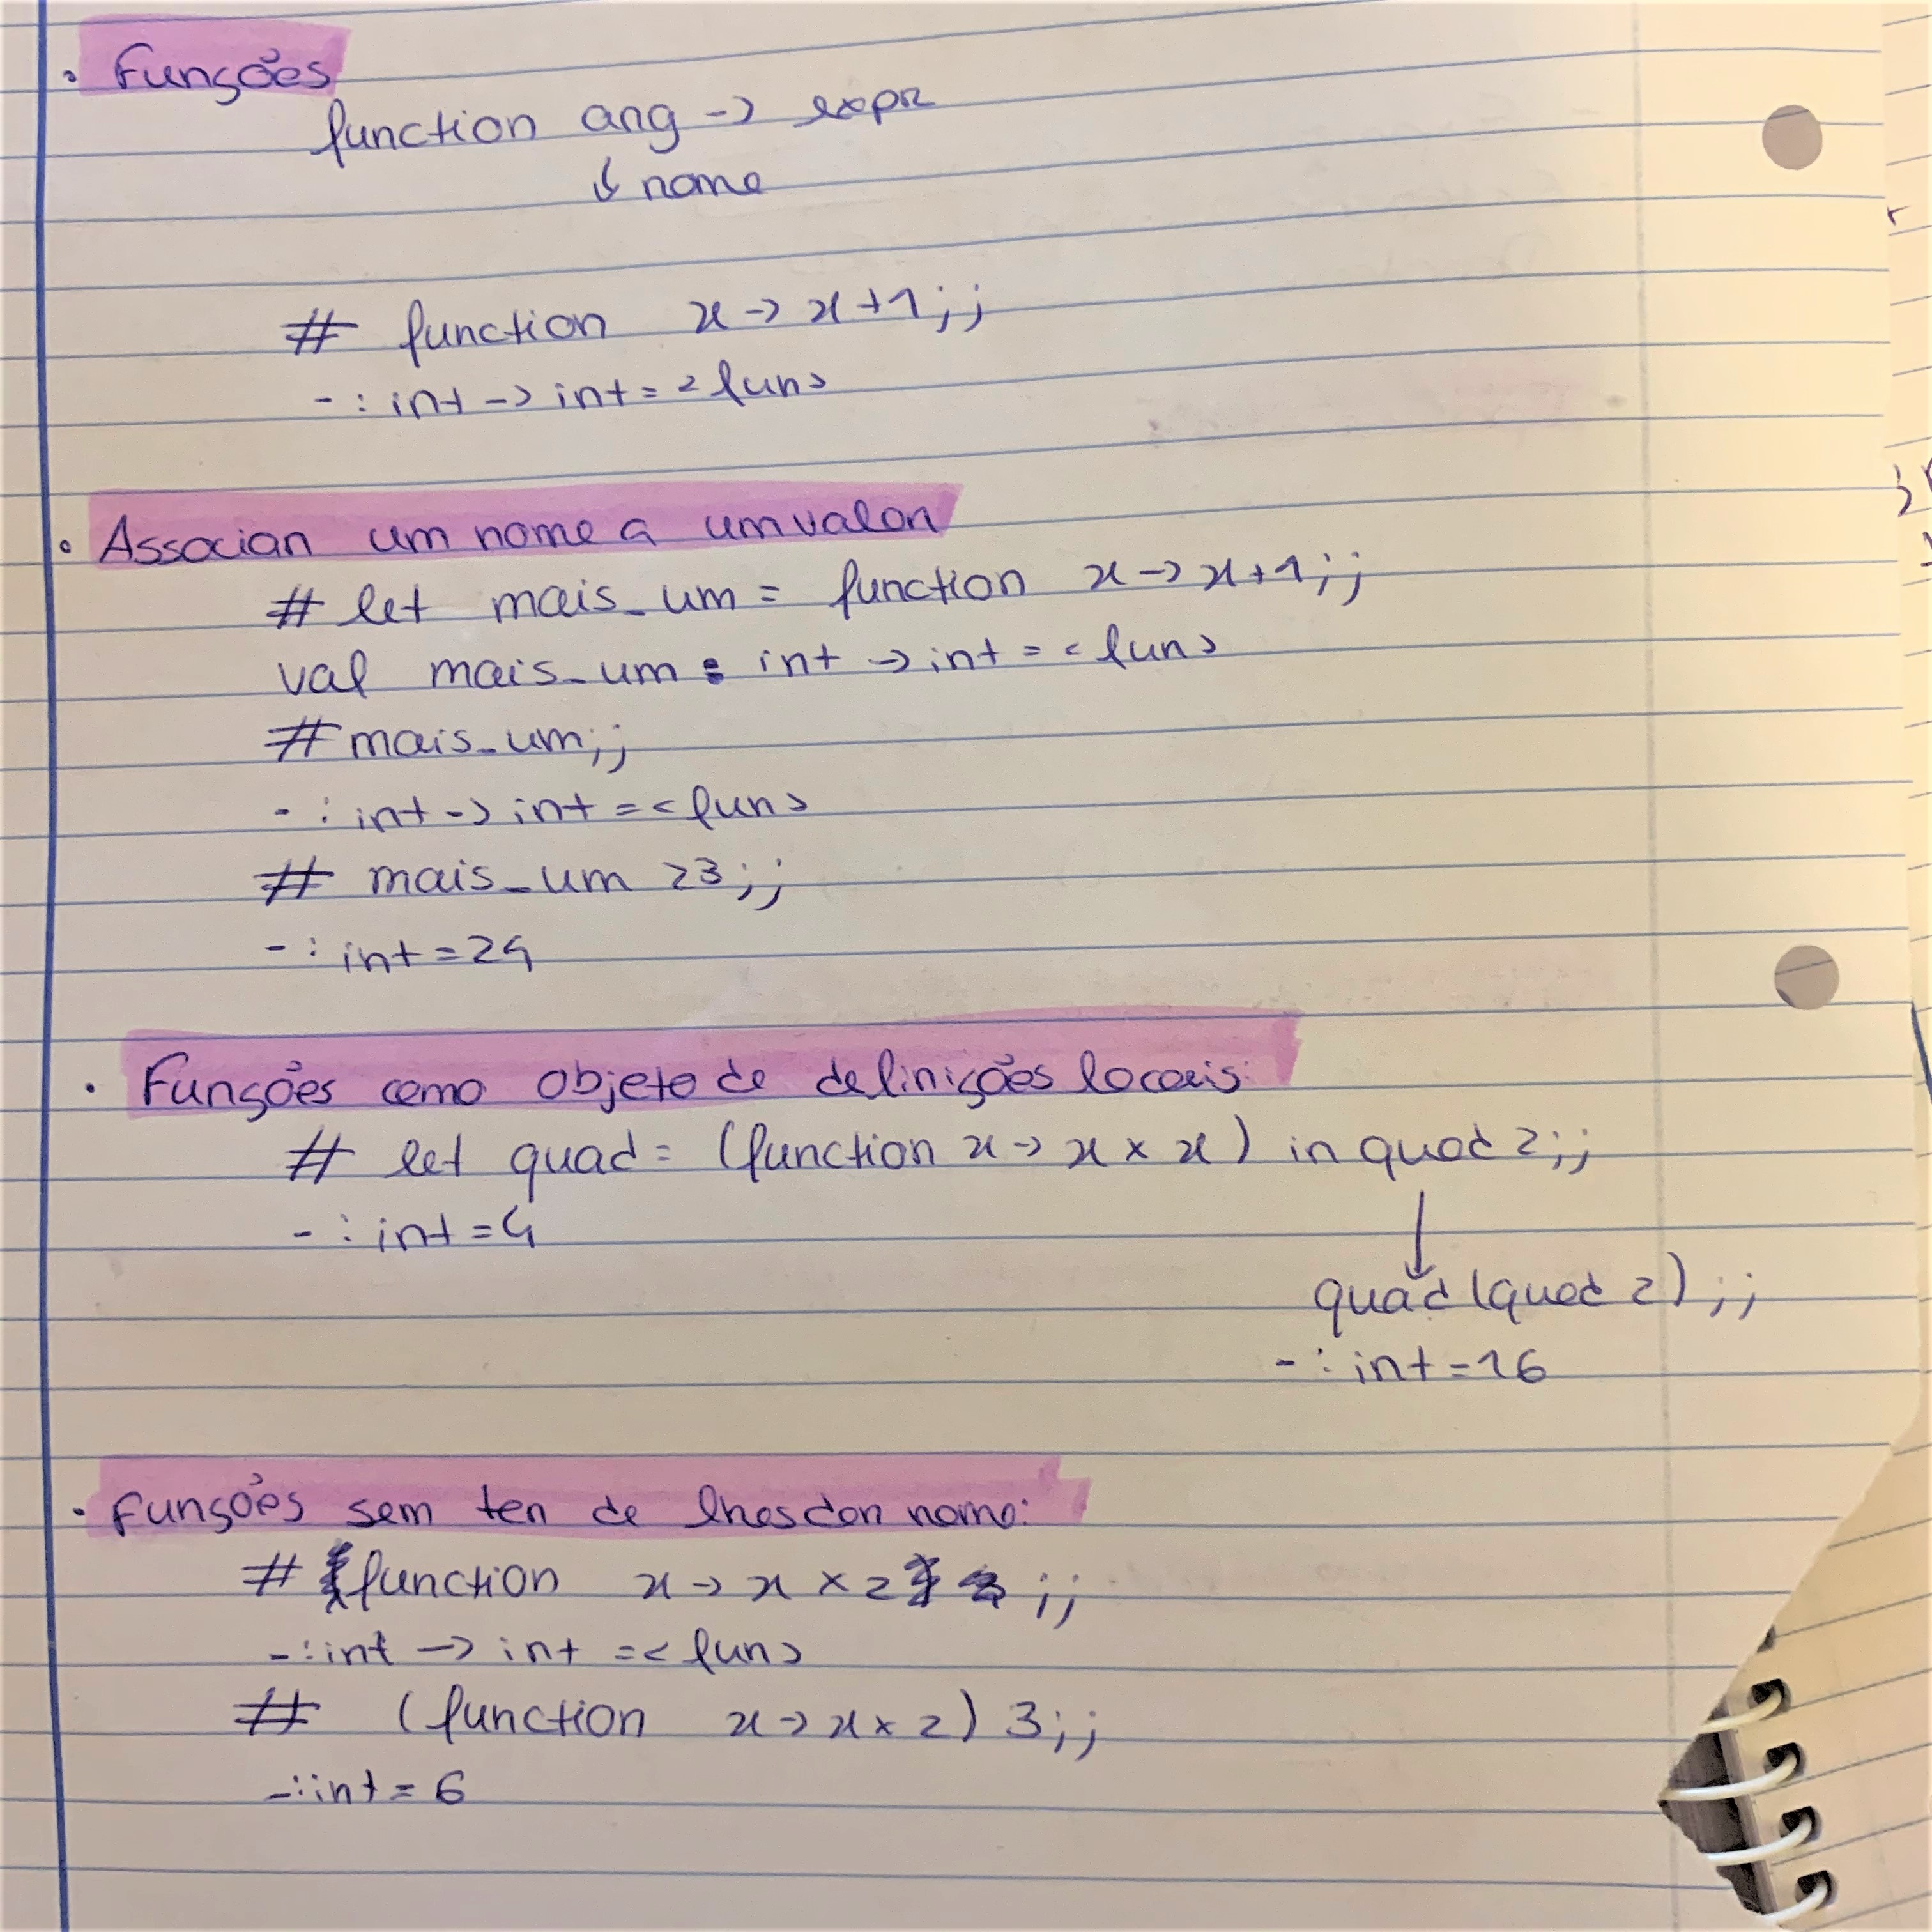 • Funções
function arg -> expr
↓ nome
# function x -> x+1;;
- : int -> int = <fun>
• Associar um nome a um valor
# let mais_um = function x -> x+1;;
val mais_um : int -> int = <fun>
# mais_um;;
- : int -> int = <fun>
# mais_um 23;;
- : int = 24
• Funções como objeto de definições locais:
# let quad = (function x -> x × x) in quad 2;;
- : int = 4
quad (quad 2) ;;
- : int = 16
• Funções sem ter de lhes dar nome:
# function x -> x × 2 ;;
- : int -> int = <fun>
# (function x -> x × 2) 3;;
- : int = 6